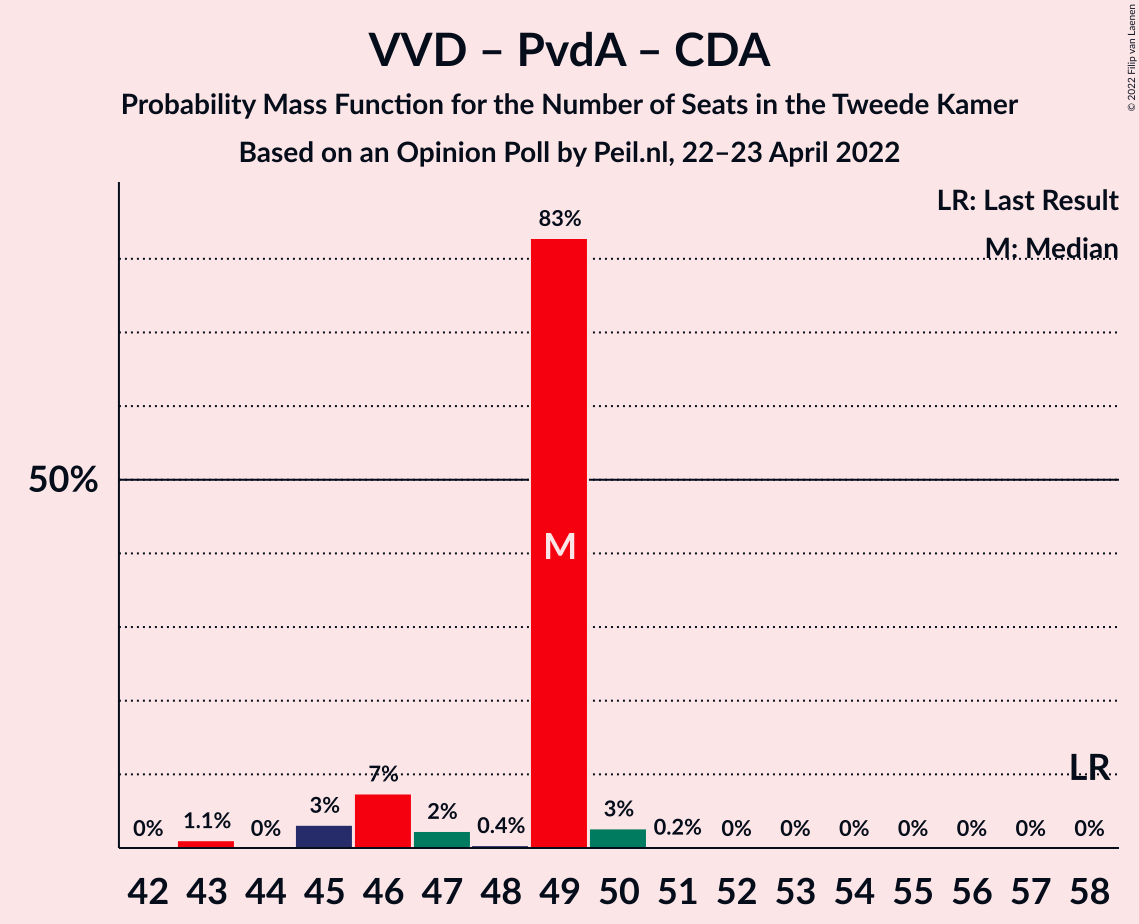 VVD – PvdA – CDA
Probability Mass Function for the Number of Seats in the Tweede Kamer
Based on an Opinion Poll by Peil.nl, 22–23 April 2022
© 2022 Filip van Laenen
LR: Last Result
M: Median
83%
50%
M
LR
0% 1.1% 0% 3% 7% 2% 0.4% 3% 0.2% 0% 0% 0% 0% 0% 0% 0%
42 43 44 45 46 47 48 49 50 51 52 53 54 55 56 57 58